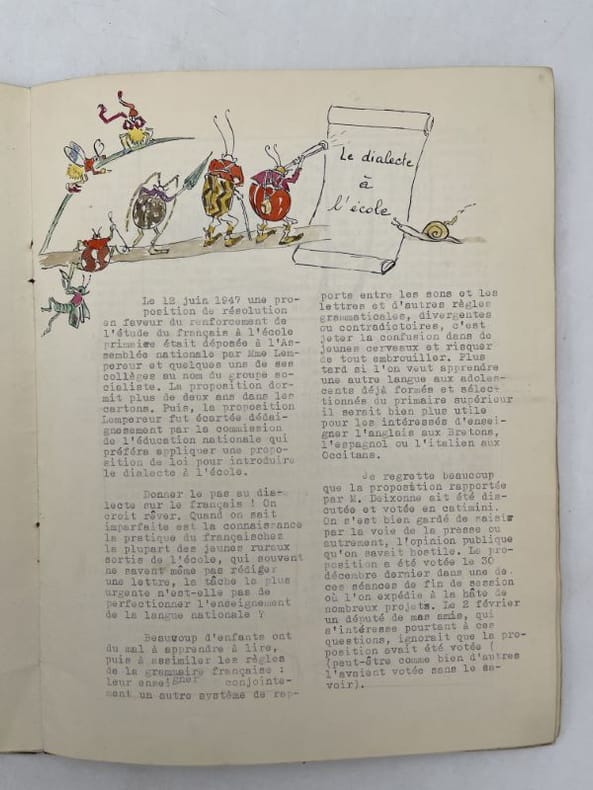 Le dialecte
à
l'école
Le 12 juin 1947 une pro-
position de résolution
en faveur du renforcement de
l'étude du français à l'école
primaire était déposée à l'As-
semblée nationale par Mme Lem-
pereur et quelques uns de ses
collèges au nom du groupe so-
cialiste. La proposition dor-
mit plus de deux ans dans les
cartons. Puis, la proposition
Lempereur fut écartée dédai-
gnesement par la commission
de l'éducation nationale qui
préféra appliquer une propo-
sition de loi pour introduire
le dialecte à l'école.
Donner le pas au dia-
lecte sur le français ! On
croit rêver. Quand on sait
imparfaite est la connaissance
la pratique du françaischez
la plupart des jeunes ruraux
sortis de l'école, qui souvent
ne savent même pas rédiger
une lettre, la tâche la plus
urgente n'est-elle pas de
perfectionner l'enseignement
de la langue nationale ?
Beaucoup d'enfants ont
du mal à apprendre à lire,
puis à assimiler les règles
de la grammaire française :
leur enseigner conjointe-
ment un autre système de rap-
ports entre les sons et les
lettres et d'autres règles
grammaticales, divergentes
ou contradictoires, c'est
jeter la confusion dans de
jeunes cerveaux et risquer
de tout embrouiller. Plus
tard si l'on veut apprendre
une autre langue aux adoles-
cents déjà formés et sélec-
tionnés du primaire supérieur
il serait bien plus utile
pour les intéressés d'ensei-
gner l'anglais aux Bretons,
l'espagnol ou l'italien aux
Occitans.
Je regrette beaucoup
que la proposition rapportée
par M. Deixonne ait été dis-
cutée et votée en catimini.
On s'est bien gardé de saisir
par la voie de la presse ou
autrement, l'opinion publique
qu'on savait hostile. Le pro-
position a été votée le 30
décembre dernier dans une de
ces séances de fin de session
où l'on expédie à la hâte de
nombreux projets. Le 2 février
un député de mes amis, qui
s'intéresse pourtant à ces
questions, ignorait que la pro-
position avait été votée (
(peut-être comme bien d'autres
l'avaient votée sans le sa-
voir).